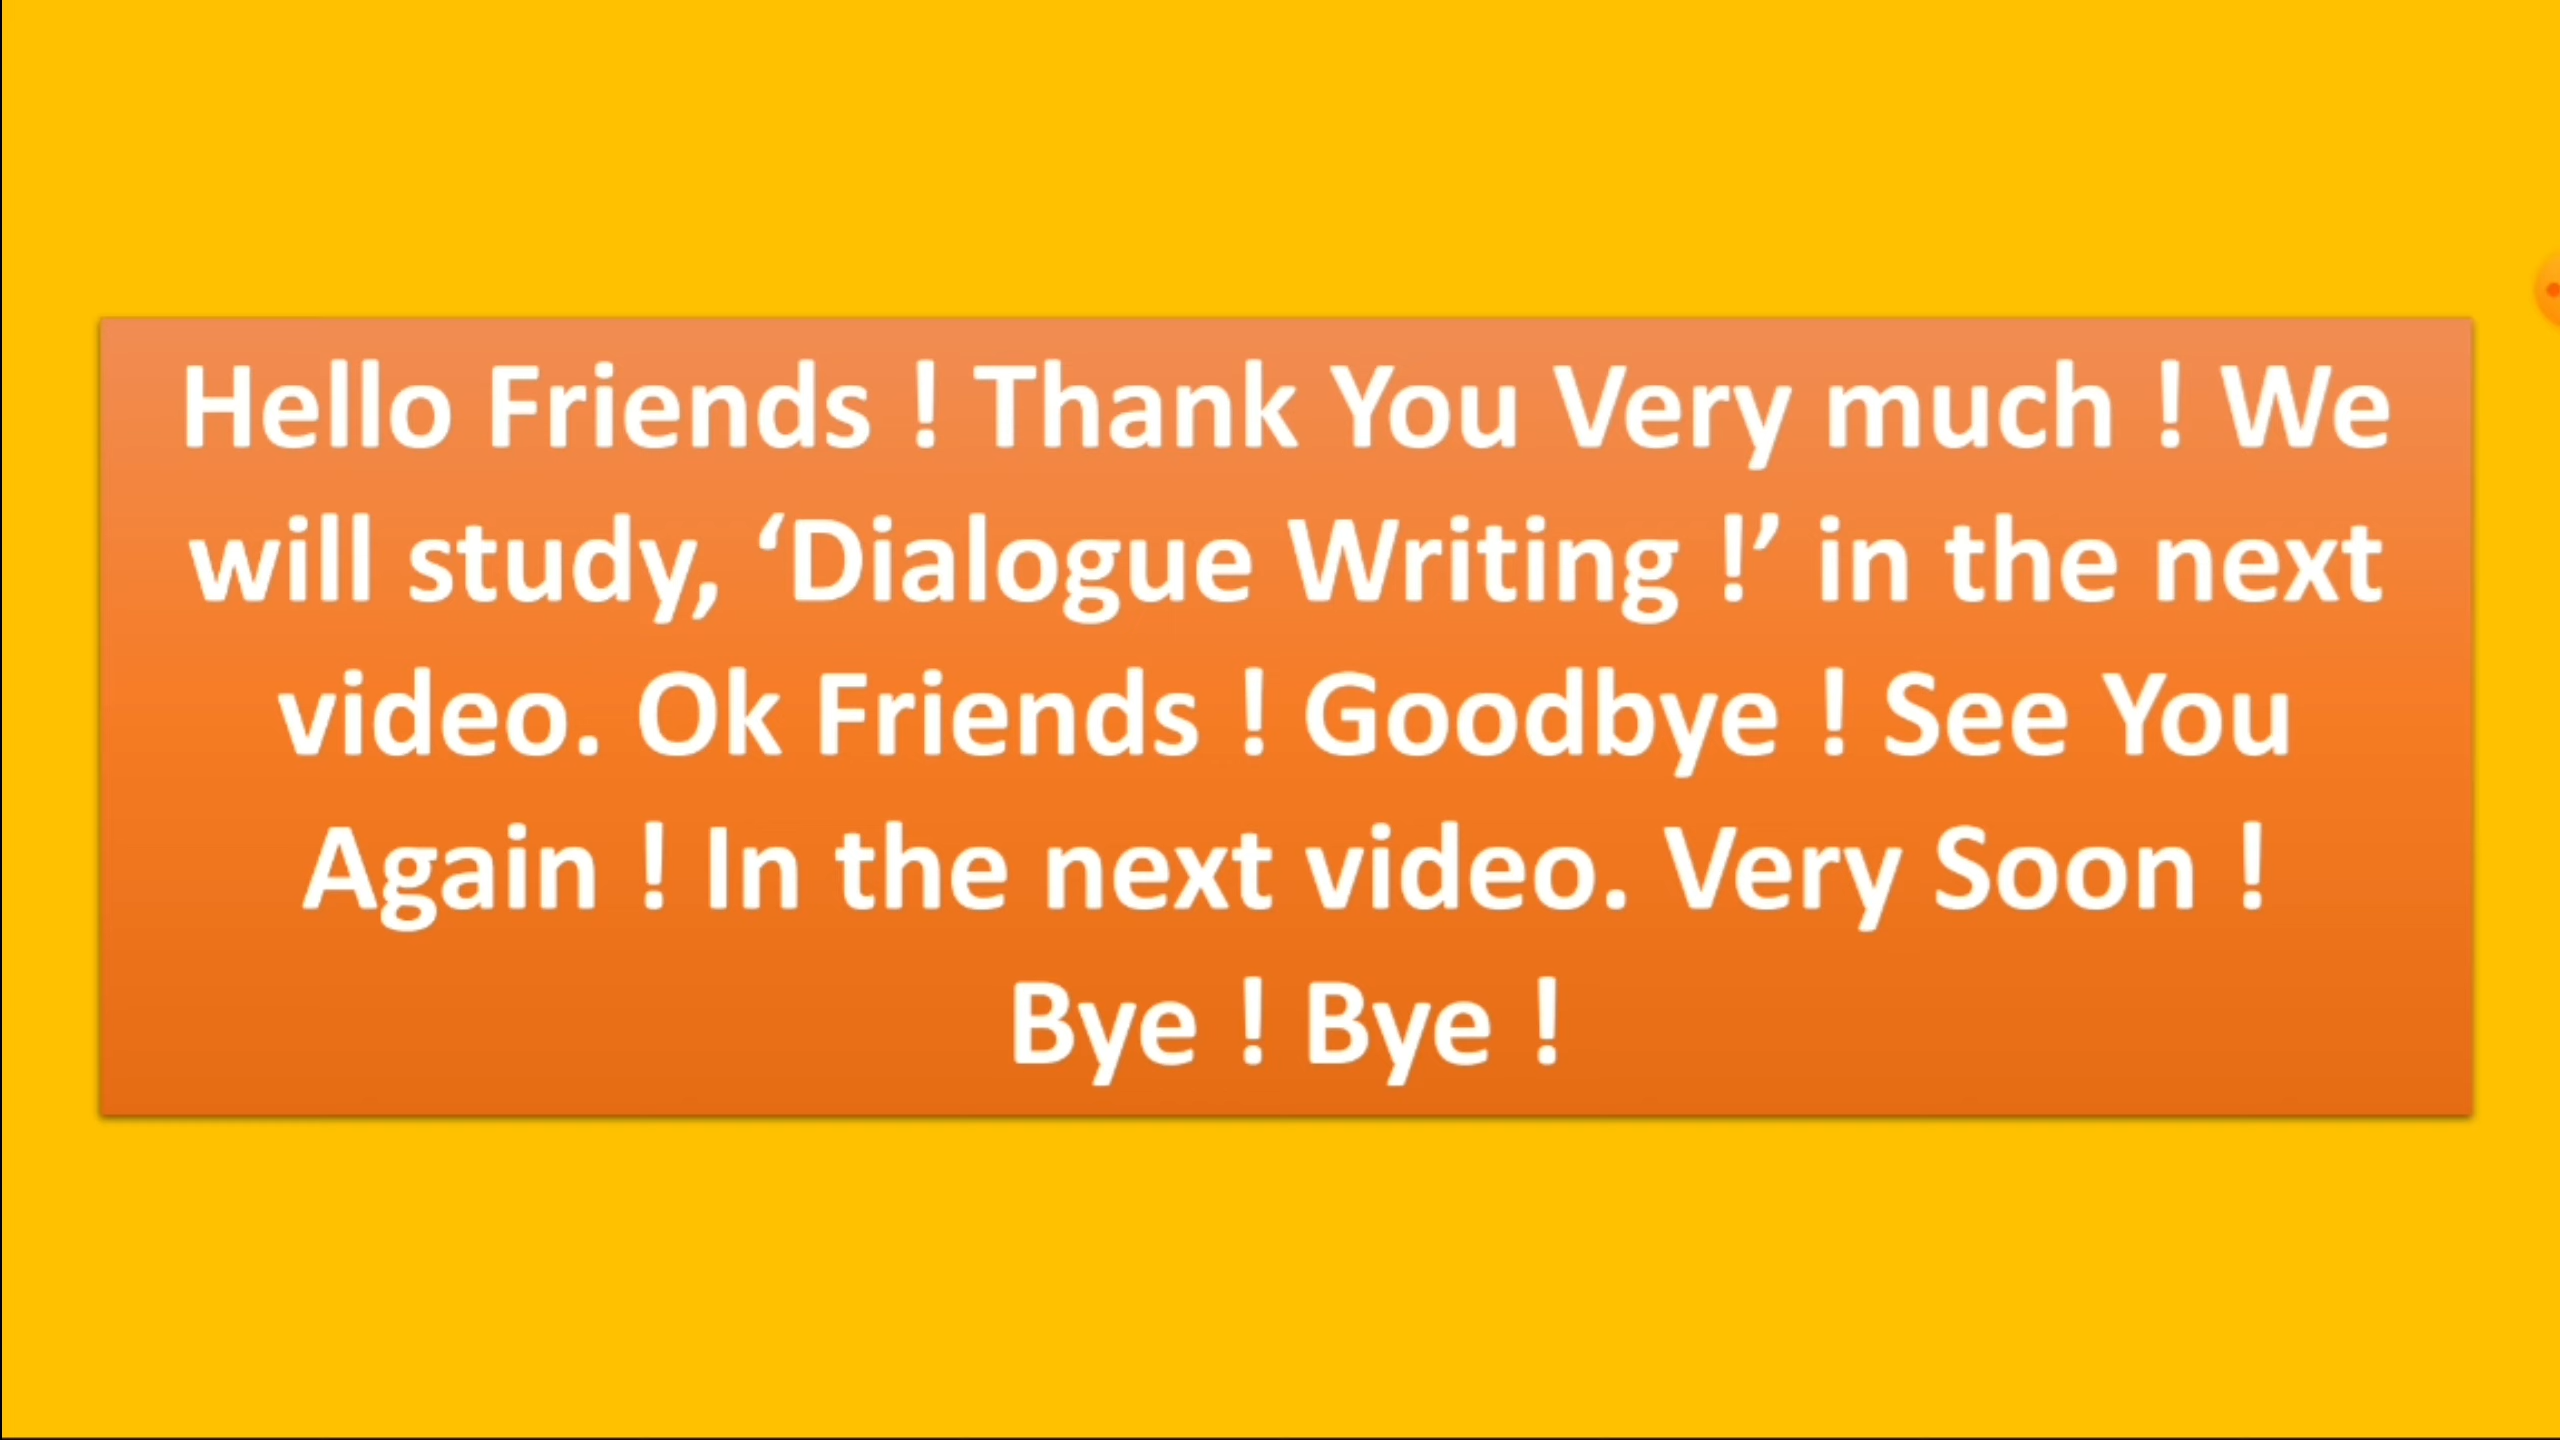 Hello Friends ! Thank You Very much ! We
will study, ‘Dialogue Writing !’ in the next
video. Ok Friends ! Goodbye ! See You
Again ! In the next video. Very Soon !
Bye ! Bye !